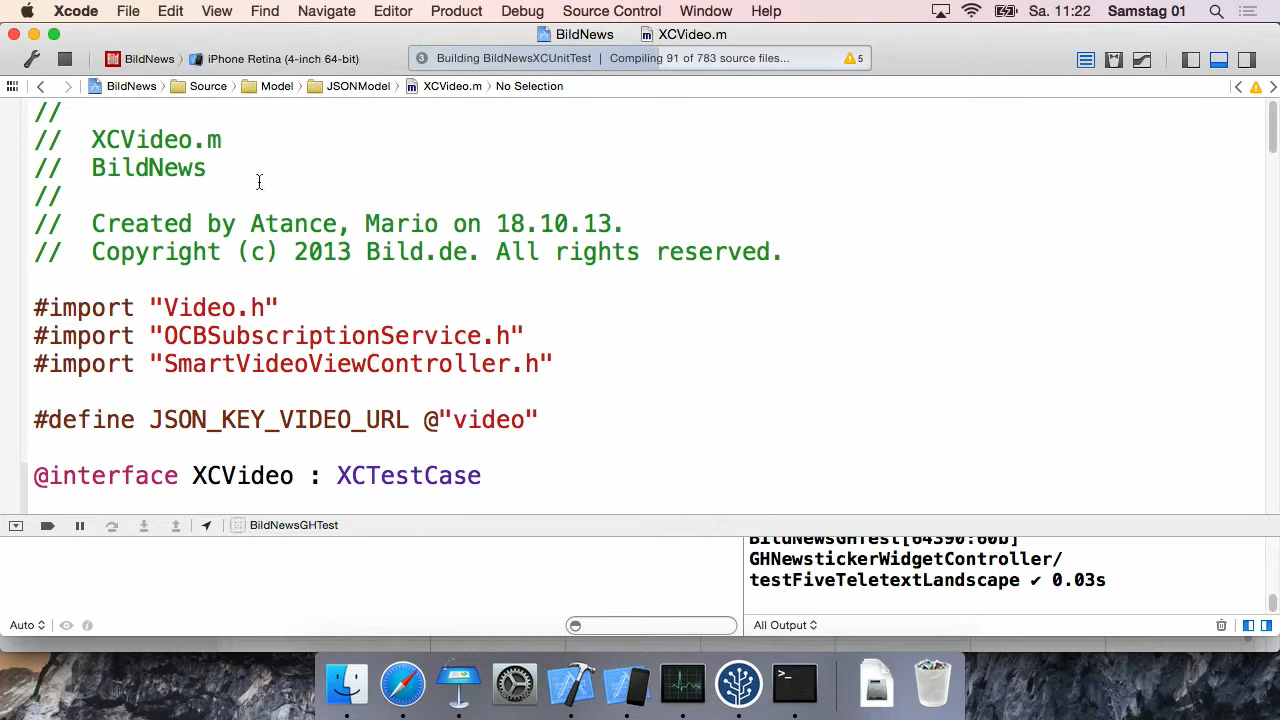 Xcode File Edit View Find Navigate Editor Product Debug Source Control Window Help Sa. 11:22 Samstag 01
BildNews XCVideo.m
BildNews iPhone Retina (4-inch 64-bit) 3 Building BildNewsXCUnitTest | Compiling 91 of 783 source files... 5
BildNews Source Model JSONModel XCVideo.m No Selection
//
// XCVideo.m
// BildNews
//
// Created by Atance, Mario on 18.10.13.
// Copyright (c) 2013 Bild.de. All rights reserved.
#import "Video.h"
#import "OCBSubscriptionService.h"
#import "SmartVideoViewController.h"
#define JSON_KEY_VIDEO_URL @"video"
@interface XCVideo : XCTestCase
BildNewsGHTest
BildNewsGHTest[64390:60b]
GHNewstickerWidgetController/
testFiveTeletextLandscape ✔ 0.03s
Auto All Output
>_